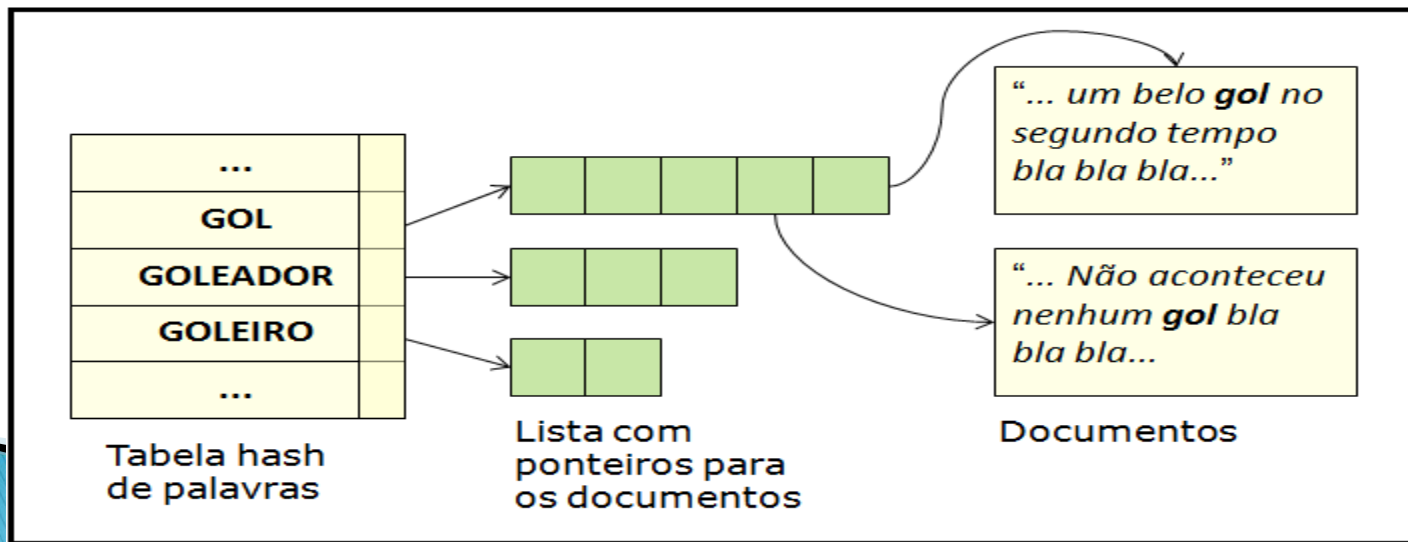 ...
GOL
GOLEADOR
GOLEIRO
...
Tabela hash
de palavras
Lista com
ponteiros para
os documentos
“... um belo gol no
segundo tempo
bla bla bla...”
“... Não aconteceu
nenhum gol bla
bla bla...
Documentos